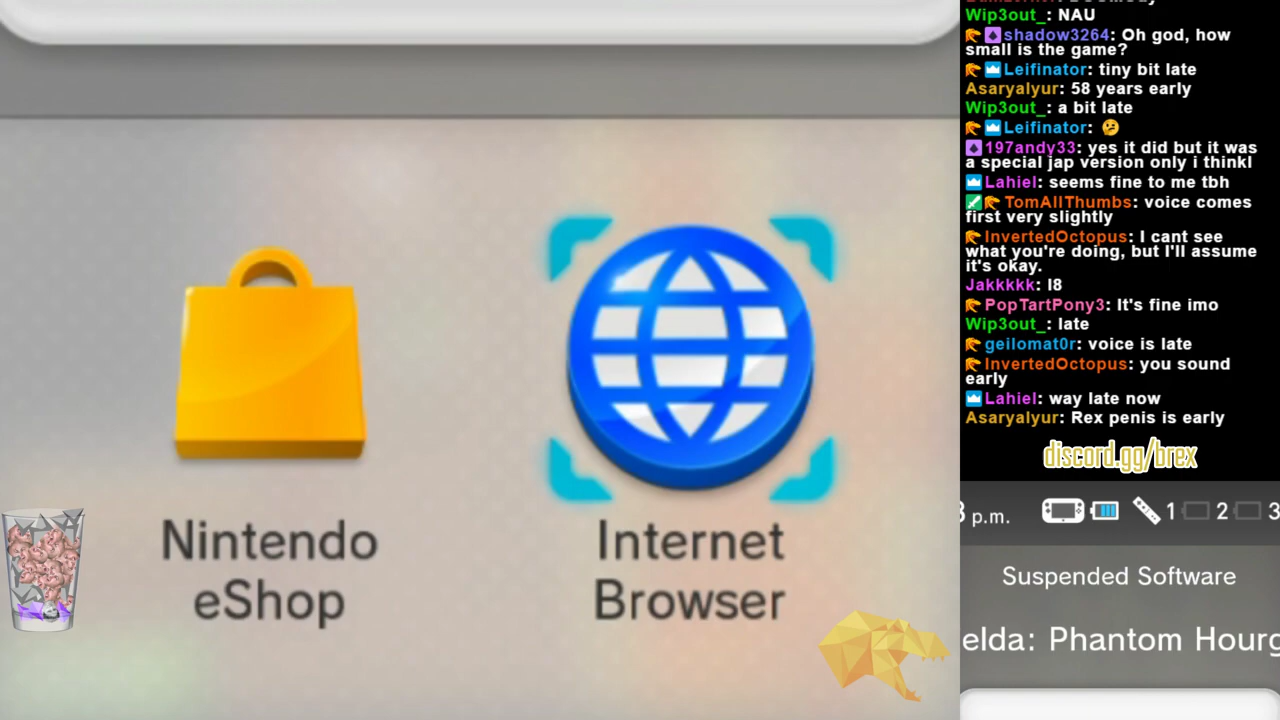 Wip3out_: NAU
shadow3264: Oh god, how
small is the game?
Leifinator: tiny bit late
Asaryalyur: 58 years early
Wip3out_: a bit late
Leifinator:
197andy33: yes it did but it was
a special jap version only i thinkl
Lahiel: seems fine to me tbh
TomAllThumbs: voice comes
first very slightly
InvertedOctopus: I cant see
what you're doing, but I'll assume
it's okay.
Jakkkkk: l8
PopTartPony3: It's fine imo
Wip3out_: late
geilomat0r: voice is late
InvertedOctopus: you sound
early
Lahiel: way late now
Asaryalyur: Rex penis is early
discord.gg/brex
p.m. 1 2 3
Suspended Software
elda: Phantom Hourg
Nintendo
eShop
Internet
Browser